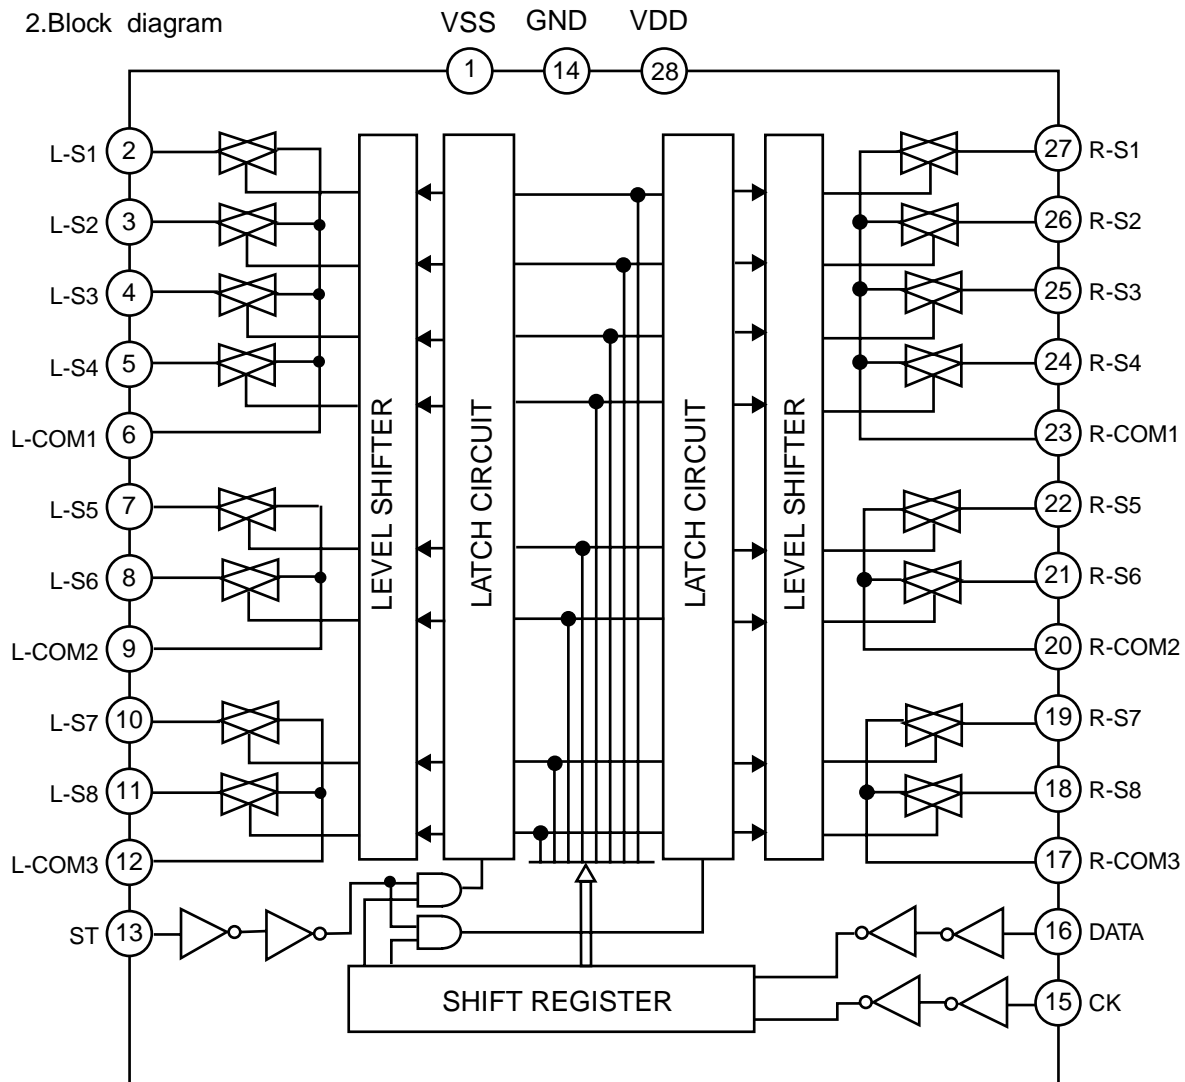 2.Block diagram
VSS GND VDD
1 14 28
L-S1 2 27 R-S1
L-S2 3 26 R-S2
L-S3 4 25 R-S3
L-S4 5 24 R-S4
L-COM1 6 23 R-COM1
LEVEL SHIFTER
LATCH CIRCUIT
LATCH CIRCUIT
LEVEL SHIFTER
L-S5 7 22 R-S5
L-S6 8 21 R-S6
L-COM2 9 20 R-COM2
L-S7 10 19 R-S7
L-S8 11 18 R-S8
L-COM3 12 17 R-COM3
ST 13 16 DATA
SHIFT REGISTER
15 CK